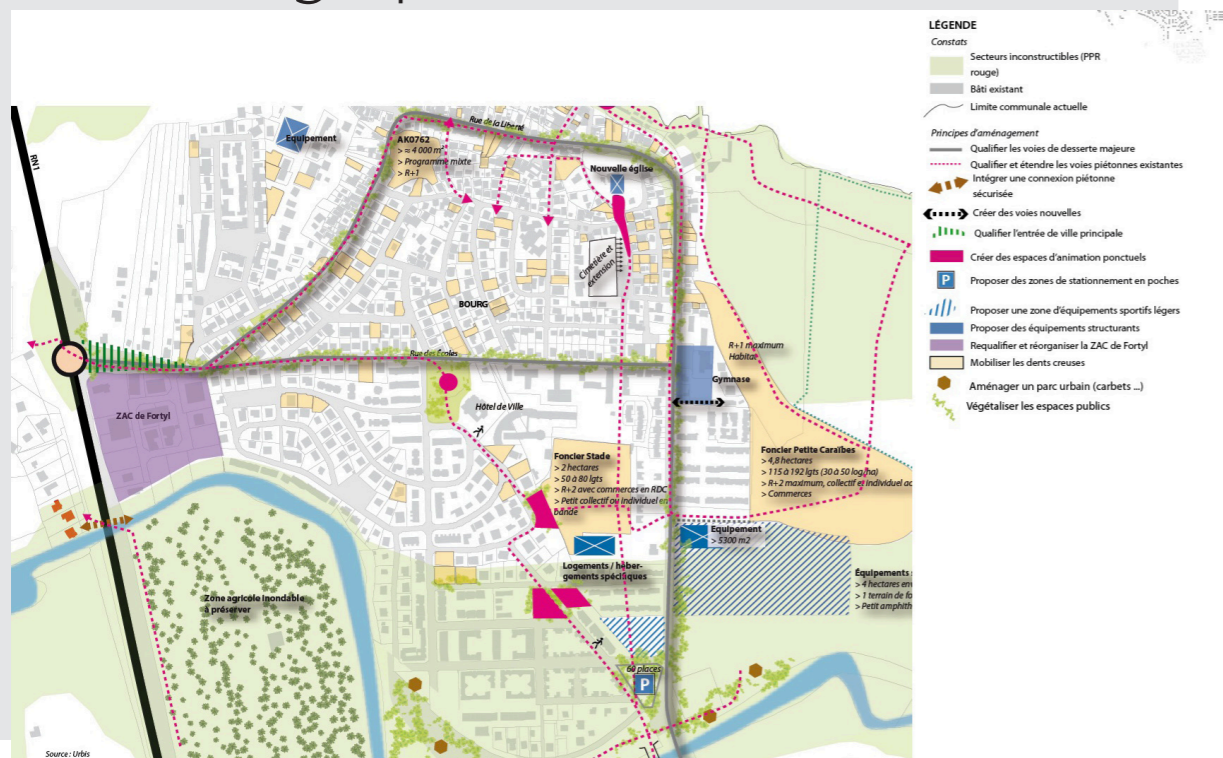 RN1
Equipement
AK0762
> ≈ 4 000 m²
> Programme mixte
> R+1
Rue de la Liberté
Nouvelle église
Cimetière et
extension
BOURG
Rue des Écoles
ZAC de Fortyl
Hôtel de Ville
R+1 maximum
Habitat
Gymnase
Foncier Stade
> 2 hectares
> 50 à 80 lgts
> R+2 avec commerces en RDC
> Petit collectif ou individuel en
bande
Foncier Petite Caraïbes
> 4,8 hectares
> 115 à 192 lgts (30 à 50 log/ha)
> R+2 maximum, collectif et individuel ac
> Commerces
Equipement
> 5300 m2
Logements / héber-
gements spécifiques
Équipements s
> 4 hectares en
> 1 terrain de fo
> Petit amphith
Zone agricole inondable
à préserver
60 places
P
Source : Urbis
LÉGENDE
Constats
Secteurs inconstructibles (PPR
rouge)
Bâti existant
Limite communale actuelle
Principes d'aménagement
Qualifier les voies de desserte majeure
Qualifier et étendre les voies piétonnes existantes
Intégrer une connexion piétonne
sécurisée
Créer des voies nouvelles
Qualifier l'entrée de ville principale
Créer des espaces d'animation ponctuels
P Proposer des zones de stationnement en poches
Proposer une zone d'équipements sportifs légers
Proposer des équipements structurants
Requalifier et réorganiser la ZAC de Fortyl
Mobiliser les dents creuses
Aménager un parc urbain (carbets ...)
Végétaliser les espaces publics